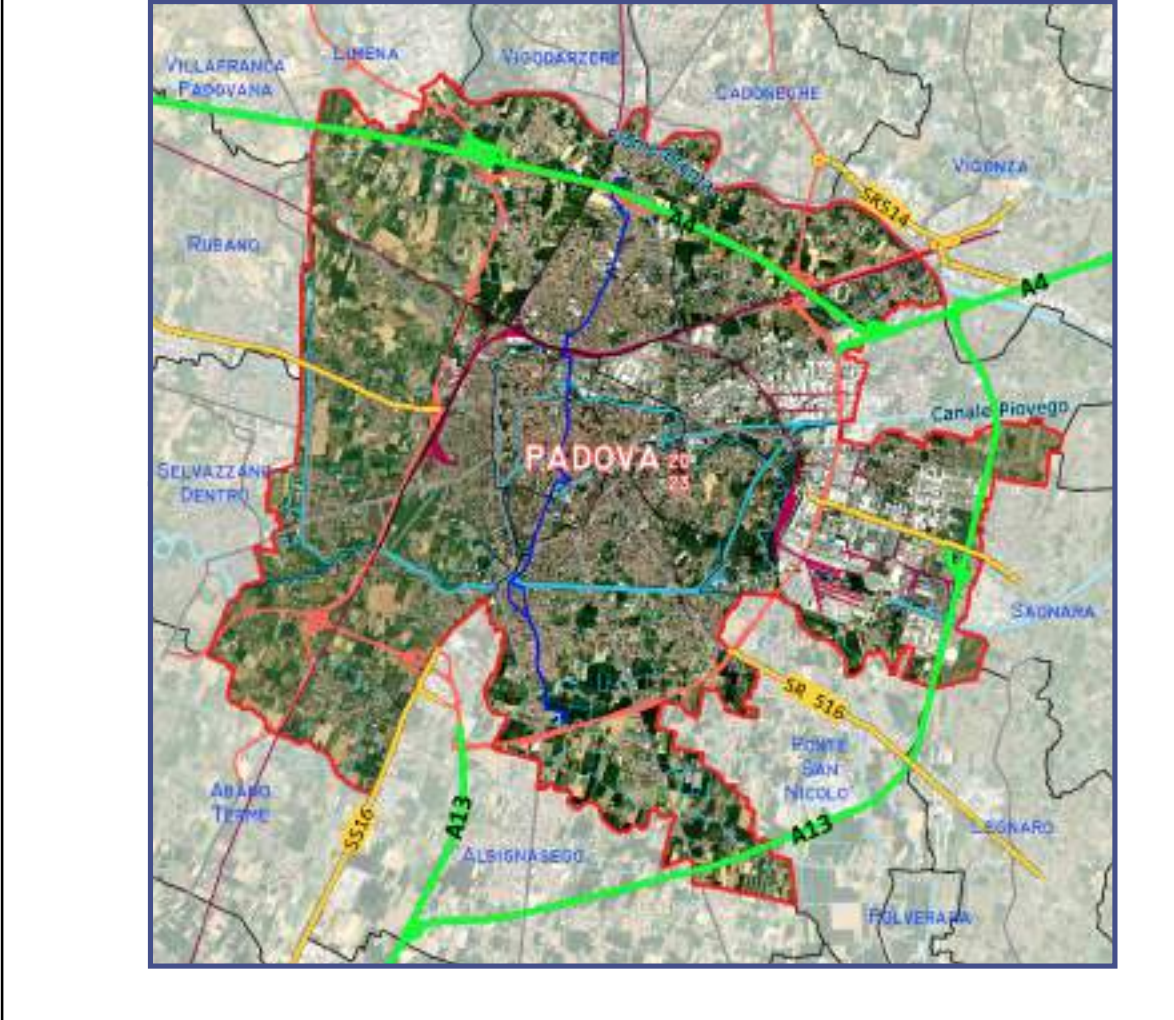 LIMENA
VIGODARZERE
VILLAFRANCA
PADOVANA
CADONEGHE
VIGONZA
SR514
RUBANO
A4
A4
Canale Piovego
PADOVA 20
23
SELVAZZANO
DENTRO
SAONARA
SR 516
PONTE
SAN
NICOLO'
ABANO
TERME
SS16
A13
A13
LEGNARO
ALBIGNASEGO
POLVERARA